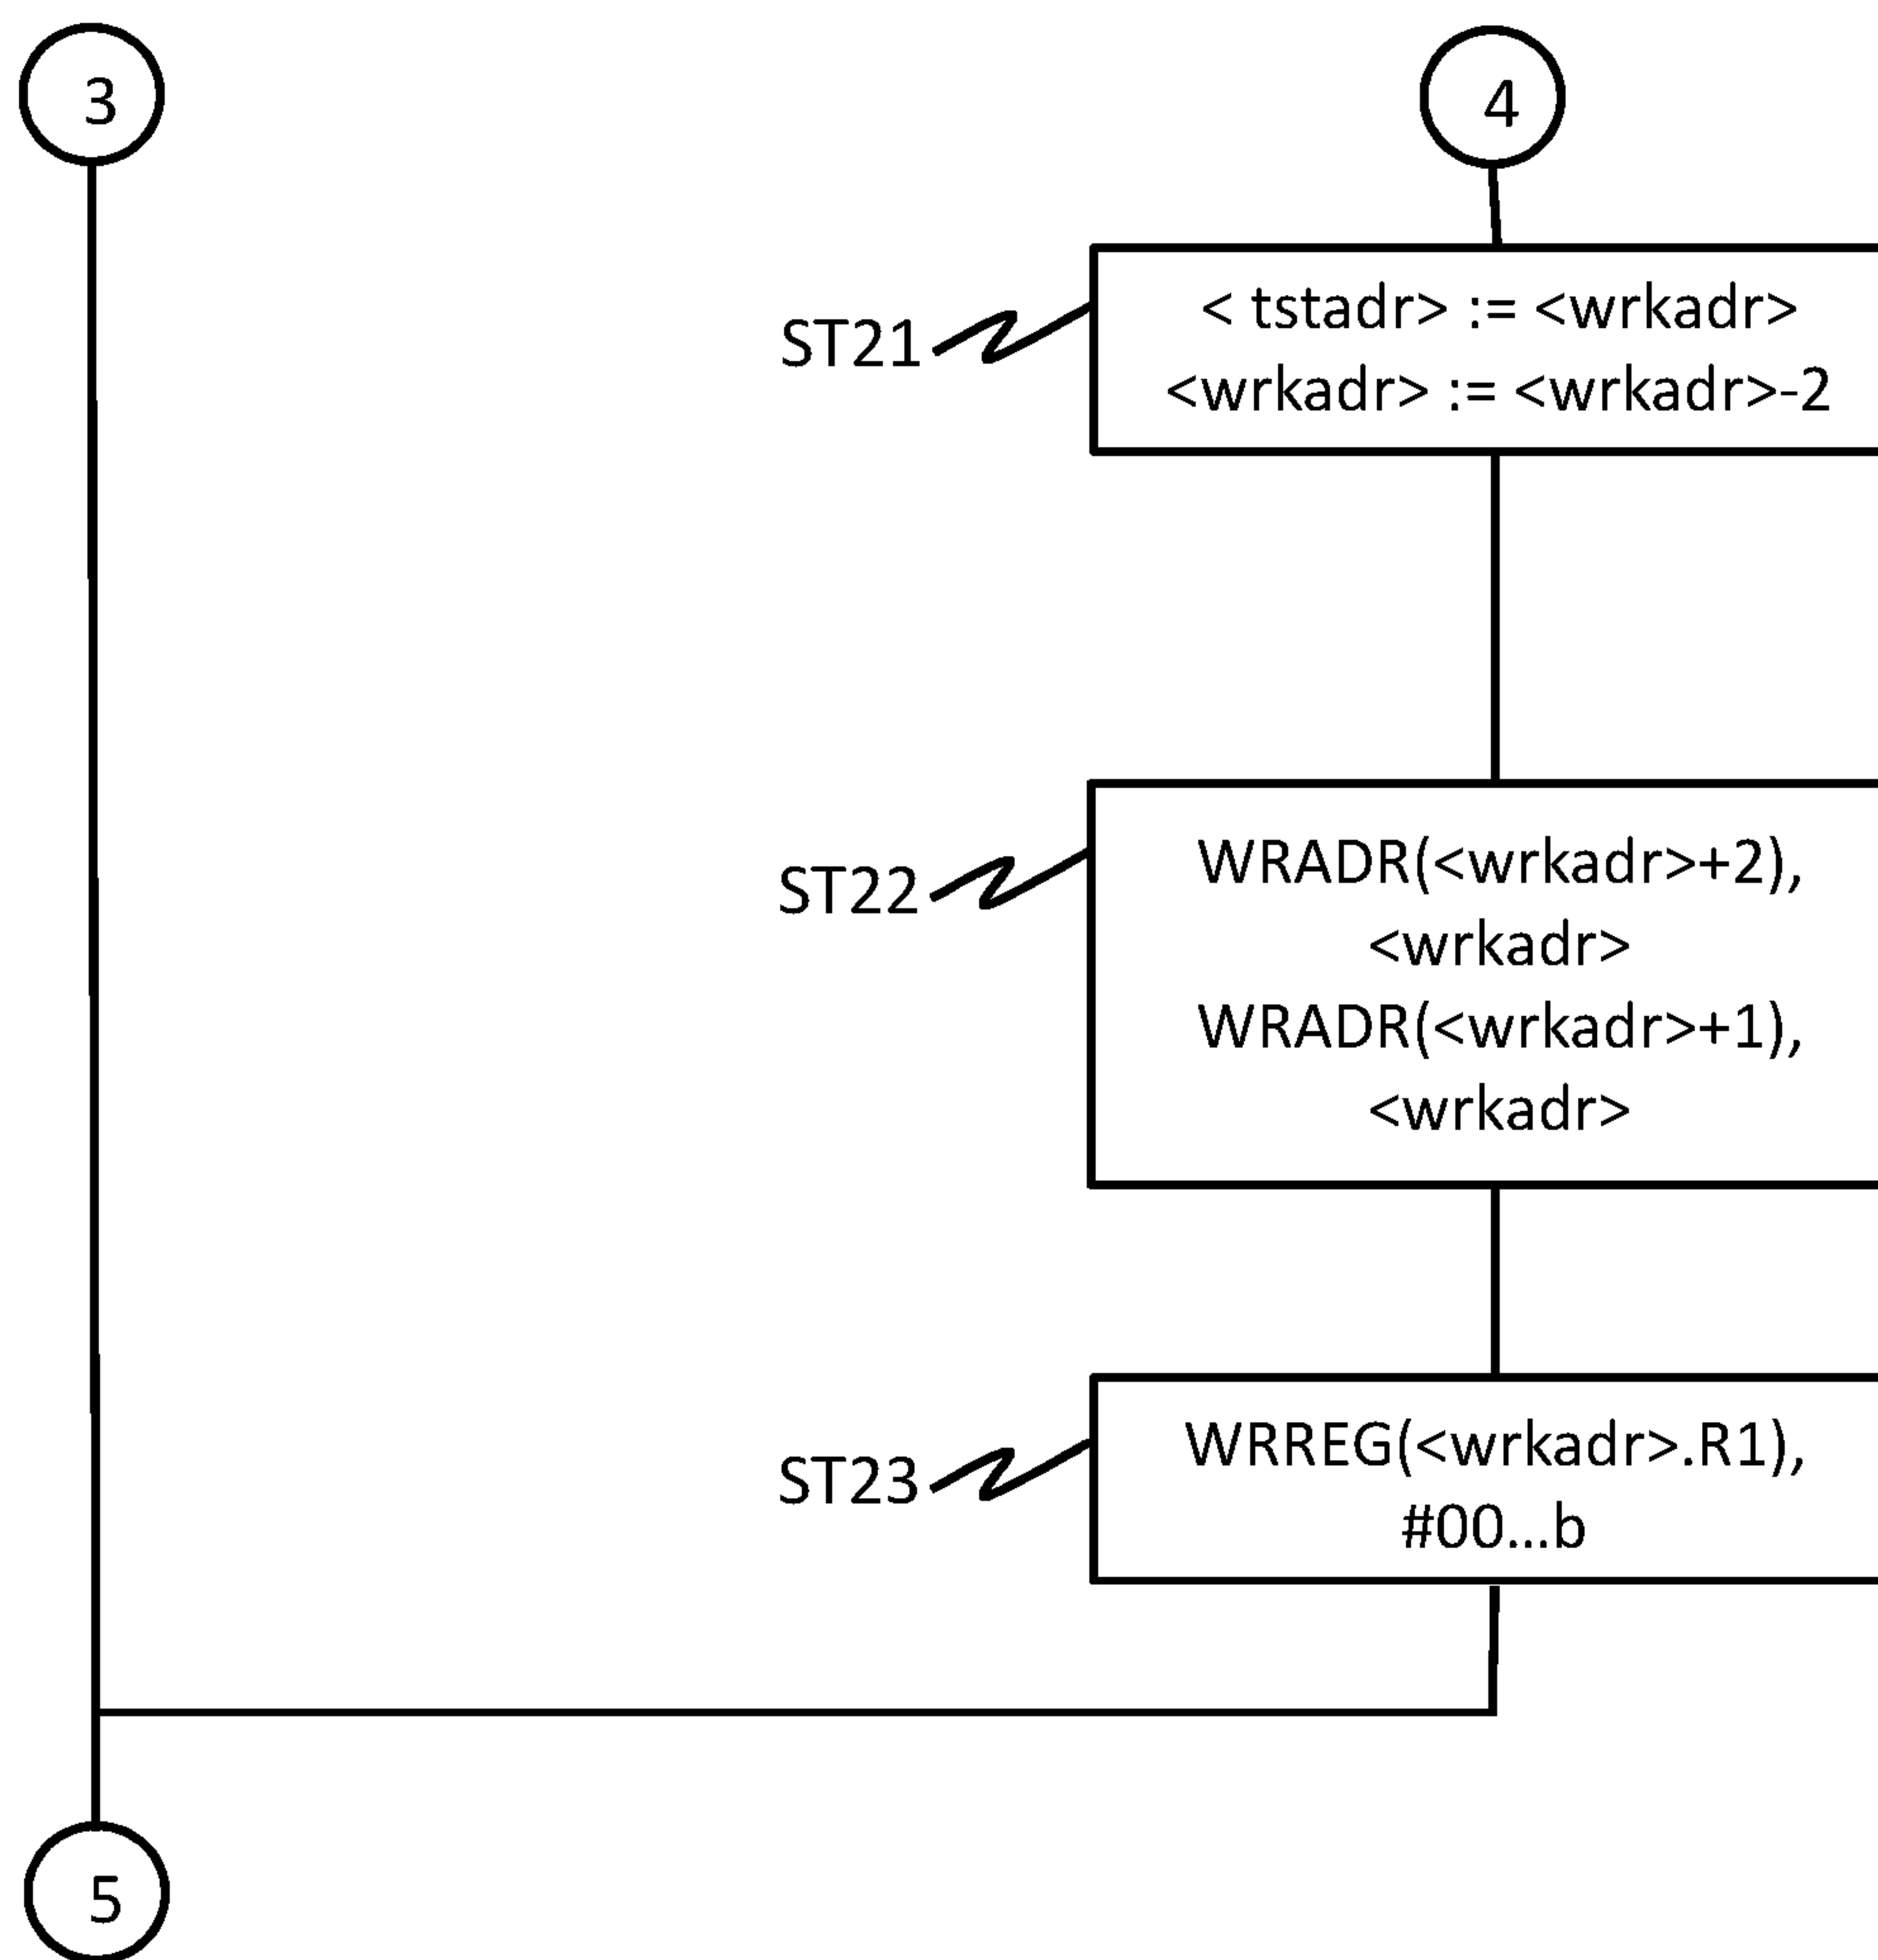 3
4
ST21
< tstadr> := <wrkadr>
<wrkadr> := <wrkadr>-2
ST22
WRADR(<wrkadr>+2),
<wrkadr>
WRADR(<wrkadr>+1),
<wrkadr>
ST23
WRREG(<wrkadr>.R1),
#00...b
5